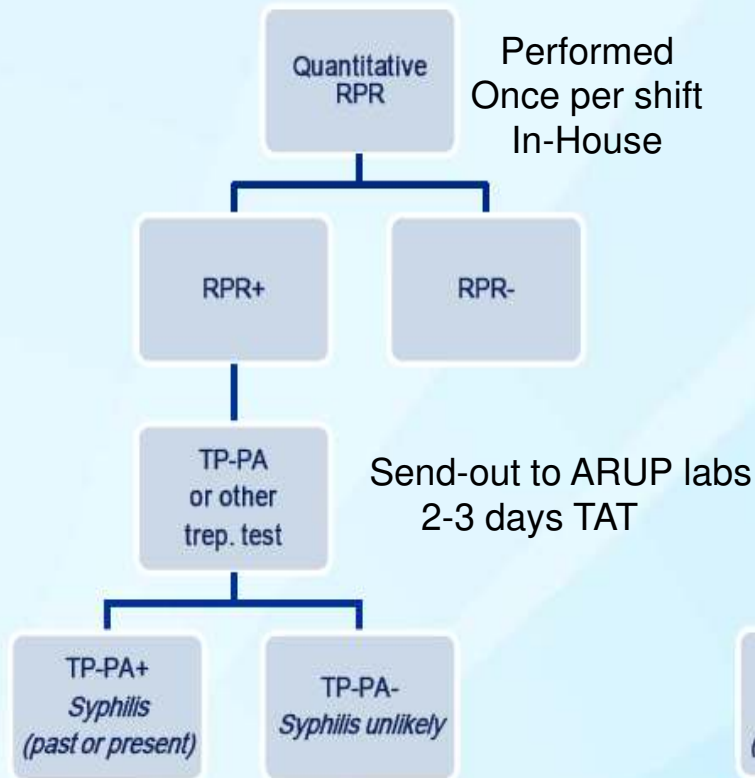 Quantitative
RPR
Performed
Once per shift
In-House
RPR+
RPR-
TP-PA
or other
trep. test
Send-out to ARUP labs
2-3 days TAT
TP-PA+
Syphilis
(past or present)
TP-PA-
Syphilis unlikely
(